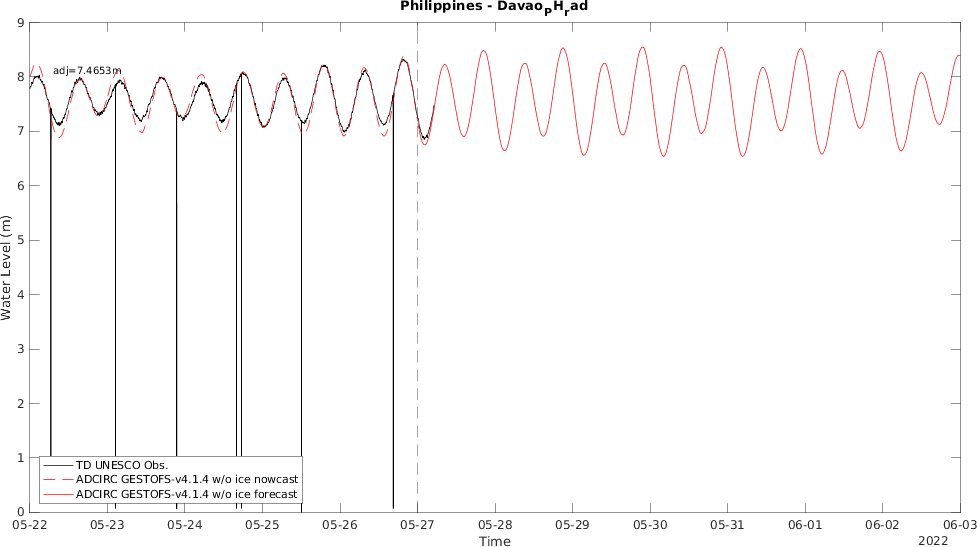 Philippines - Davao_PH_rad
9
8
7
6
5
4
3
2
1
0
Water Level (m)
adj=7.4653m
TD UNESCO Obs.
ADCIRC GESTOFS-v4.1.4 w/o ice nowcast
ADCIRC GESTOFS-v4.1.4 w/o ice forecast
05-22 05-23 05-24 05-25 05-26 05-27 05-28 05-29 05-30 05-31 06-01 06-02 06-03
Time
2022